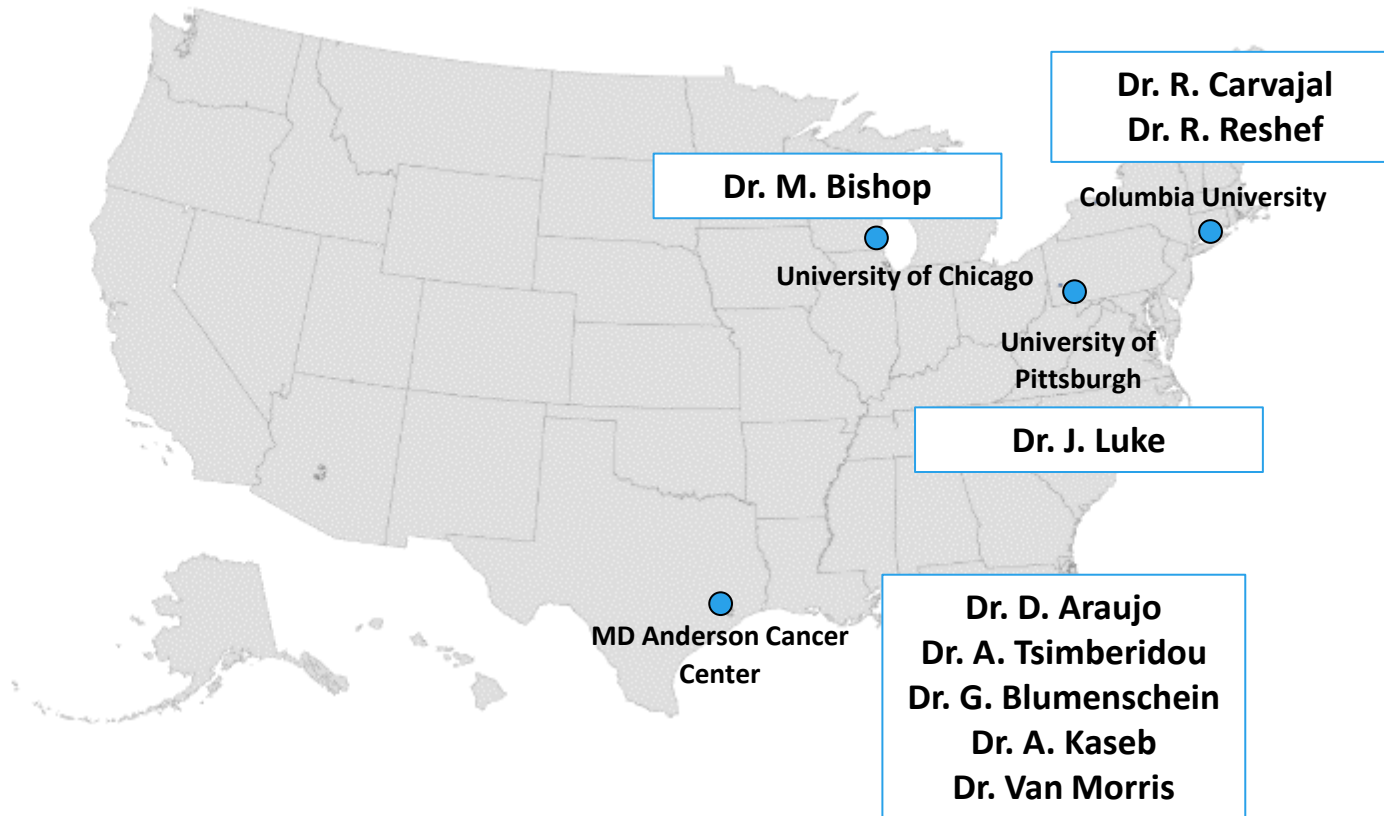 Dr. R. Carvajal
Dr. R. Reshef
Columbia University
Dr. M. Bishop
University of Chicago
University of
Pittsburgh
Dr. J. Luke
MD Anderson Cancer
Center
Dr. D. Araujo
Dr. A. Tsimberidou
Dr. G. Blumenschein
Dr. A. Kaseb
Dr. Van Morris